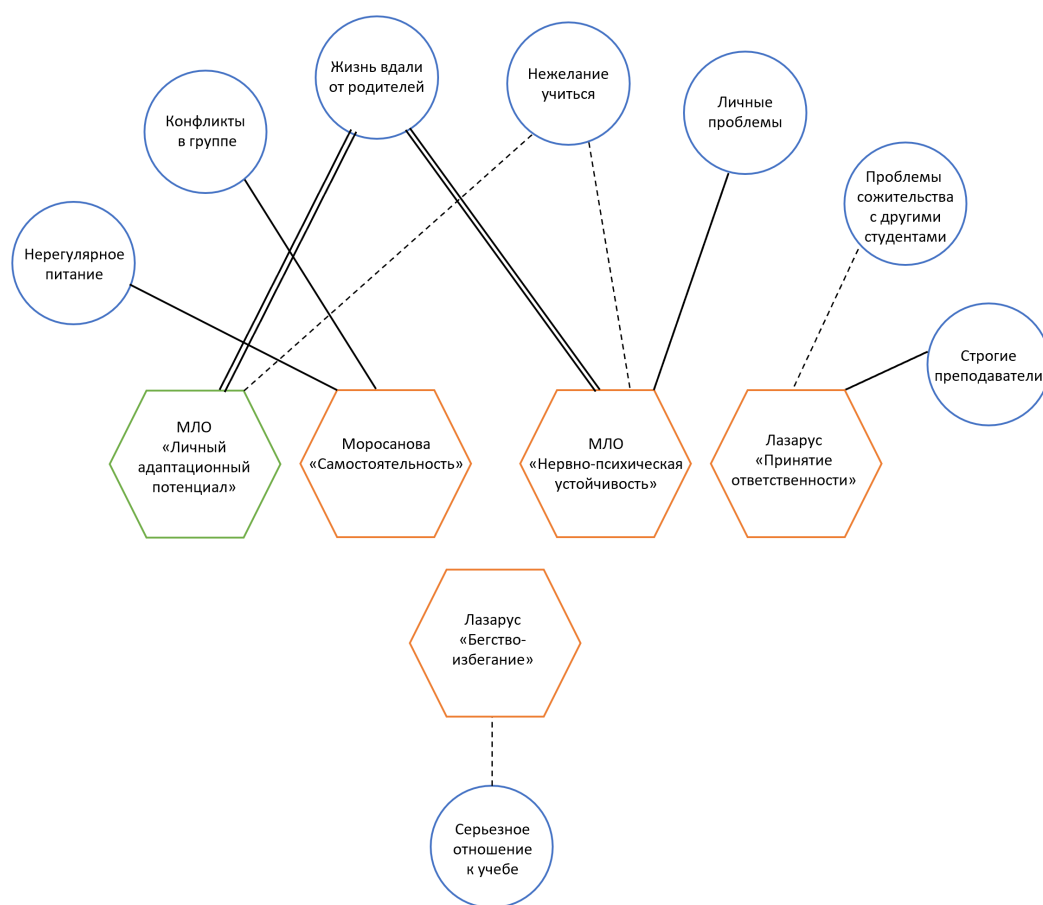 Жизнь вдали
от родителей
Нежелание
учиться
Личные
проблемы
Конфликты
в группе
Проблемы
сожительства
с другими
студентами
Нерегулярное
питание
Строгие
преподаватели
МЛО
«Личный
адаптационный
потенциал»
Моросанова
«Самостоятельность»
МЛО
«Нервно-психическая
устойчивость»
Лазарус
«Принятие
ответственности»
Лазарус
«Бегство-
избегание»
Серьезное
отношение
к учебе